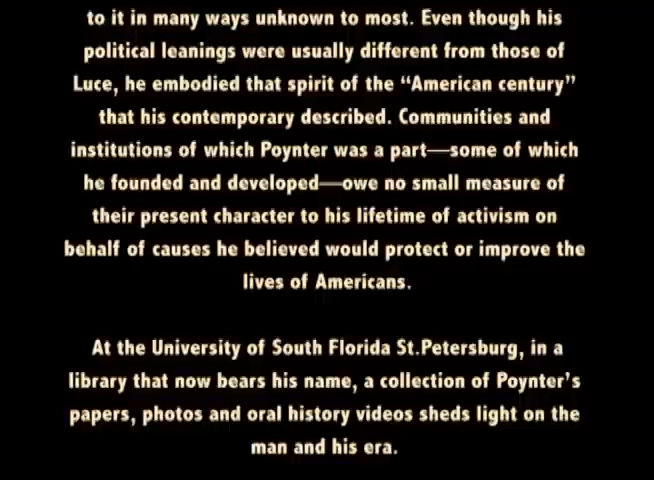 to it in many ways unknown to most. Even though his
political leanings were usually different from those of
Luce, he embodied that spirit of the “American century”
that his contemporary described. Communities and
institutions of which Poynter was a part—some of which
he founded and developed—owe no small measure of
their present character to his lifetime of activism on
behalf of causes he believed would protect or improve the
lives of Americans.
At the University of South Florida St.Petersburg, in a
library that now bears his name, a collection of Poynter’s
papers, photos and oral history videos sheds light on the
man and his era.